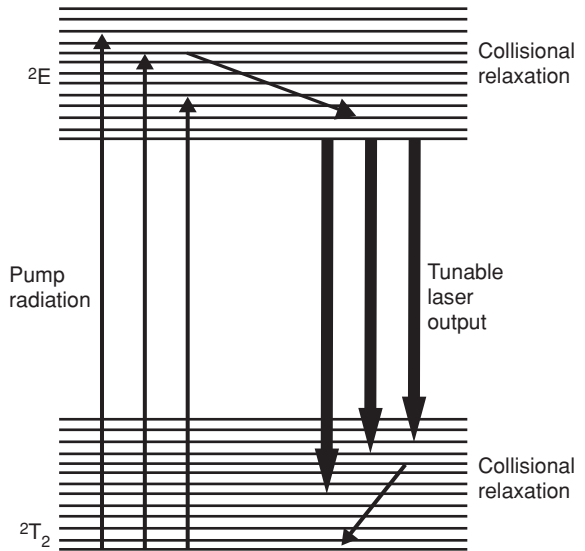 Collisional
relaxation
²E
Pump
radiation
Tunable
laser
output
Collisional
relaxation
²T₂